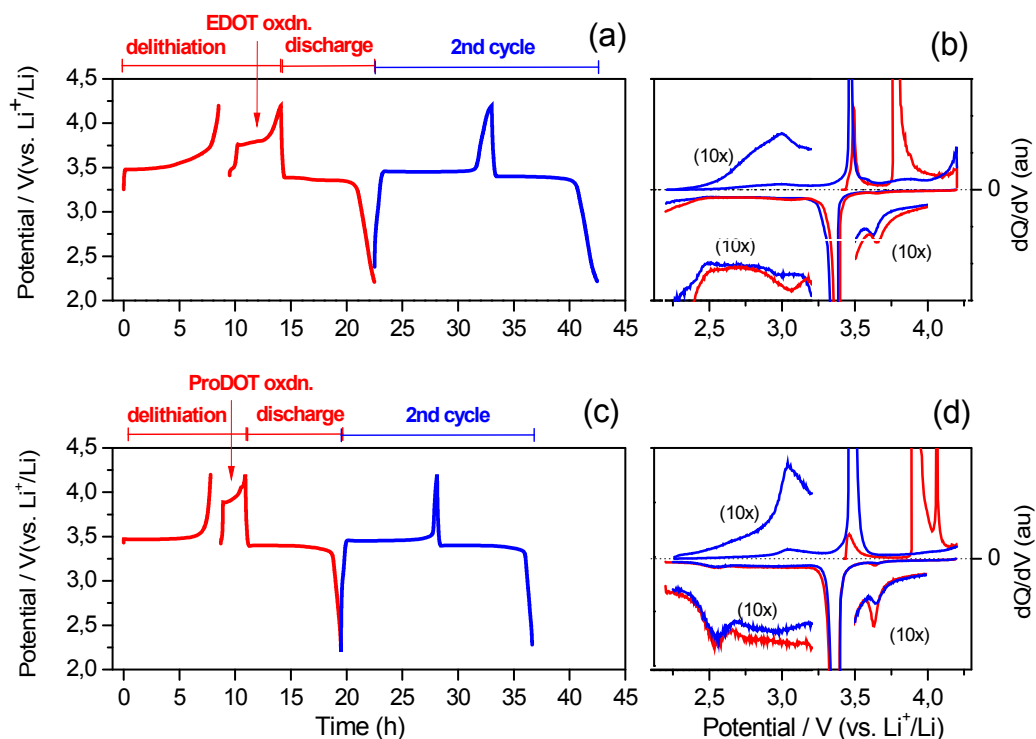 EDOT oxdn.
delithiation discharge 2nd cycle
(a) (b)
4,5
4,0
3,5
3,0
2,5
2,0
Potential / V(vs. Li⁺/Li)
0 5 10 15 20 25 30 35 40 45
(10x)
(10x)
(10x)
0
dQ/dV (au)
2,5 3,0 3,5 4,0
ProDOT oxdn.
delithiation discharge 2nd cycle
(c) (d)
4,5
4,0
3,5
3,0
2,5
2,0
Potential / V(vs. Li⁺/Li)
0 5 10 15 20 25 30 35 40 45
Time (h)
(10x)
(10x)
(10x)
0
dQ/dV (au)
2,5 3,0 3,5 4,0
Potential / V (vs. Li⁺/Li)